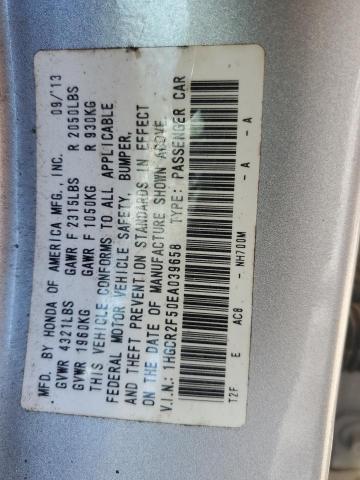 MFD. BY HONDA OF AMERICA MFG., INC. 09/13
GVWR 4321LBS GAWR F 2315LBS R 2050LBS
GVWR 1960KG GAWR F 1050KG R 930KG
THIS VEHICLE CONFORMS TO ALL APPLICABLE
FEDERAL MOTOR VEHICLE SAFETY, BUMPER,
AND THEFT PREVENTION STANDARDS IN EFFECT
ON THE DATE OF MANUFACTURE SHOWN ABOVE.
V.I.N.: 1HGCR2F50EA039658 TYPE: PASSENGER CAR
T2F E AC8 - NH700M - A - A